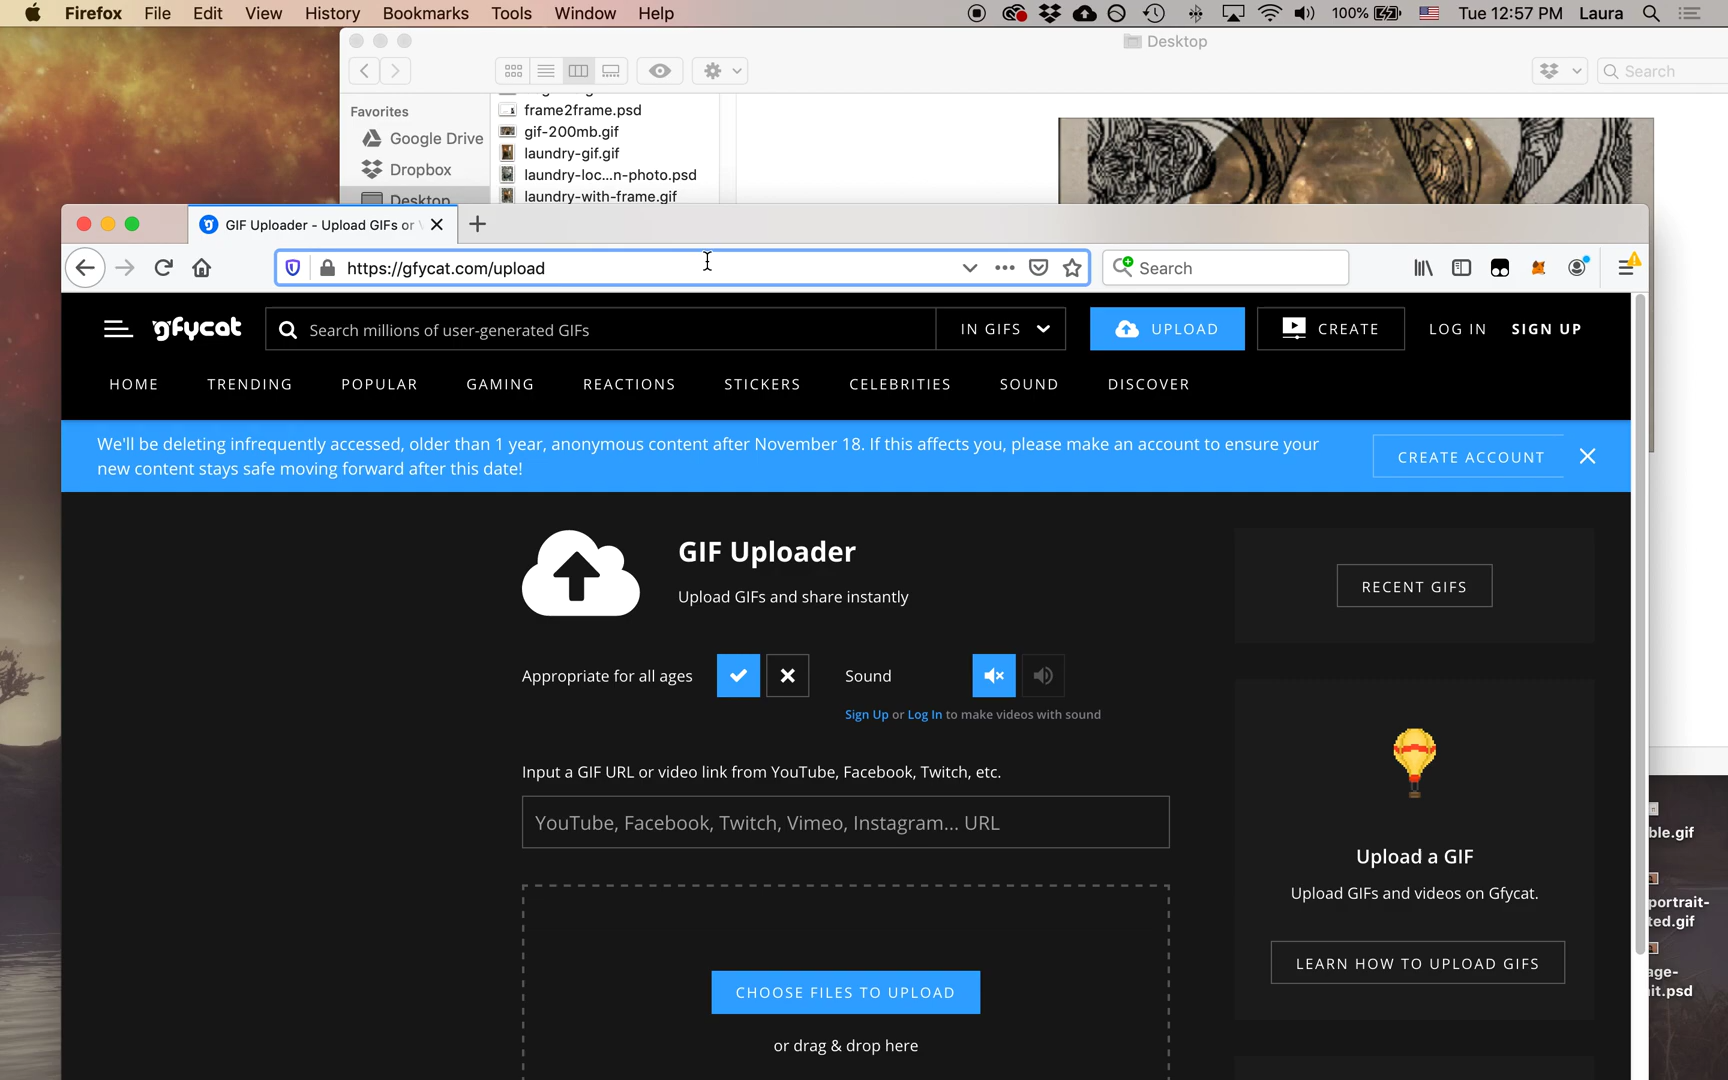 Firefox File Edit View History Bookmarks Tools Window Help 100% Tue 12:57 PM Laura
Desktop
Search
Favorites
Google Drive
Dropbox
Desktop
frame2frame.psd
gif-200mb.gif
laundry-gif.gif
laundry-loc...n-photo.psd
laundry-with-frame.gif
GIF Uploader - Upload GIFs or
https://gfycat.com/upload
Search
gfycat
Search millions of user-generated GIFs
IN GIFS
UPLOAD
CREATE
LOG IN
SIGN UP
HOME TRENDING POPULAR GAMING REACTIONS STICKERS CELEBRITIES SOUND DISCOVER
We'll be deleting infrequently accessed, older than 1 year, anonymous content after November 18. If this affects you, please make an account to ensure your
new content stays safe moving forward after this date!
CREATE ACCOUNT
GIF Uploader
Upload GIFs and share instantly
Appropriate for all ages
Sound
Sign Up or Log In to make videos with sound
Input a GIF URL or video link from YouTube, Facebook, Twitch, etc.
YouTube, Facebook, Twitch, Vimeo, Instagram... URL
CHOOSE FILES TO UPLOAD
or drag & drop here
RECENT GIFS
Upload a GIF
Upload GIFs and videos on Gfycat.
LEARN HOW TO UPLOAD GIFS
ble.gif
portrait-
ted.gif
age-
it.psd